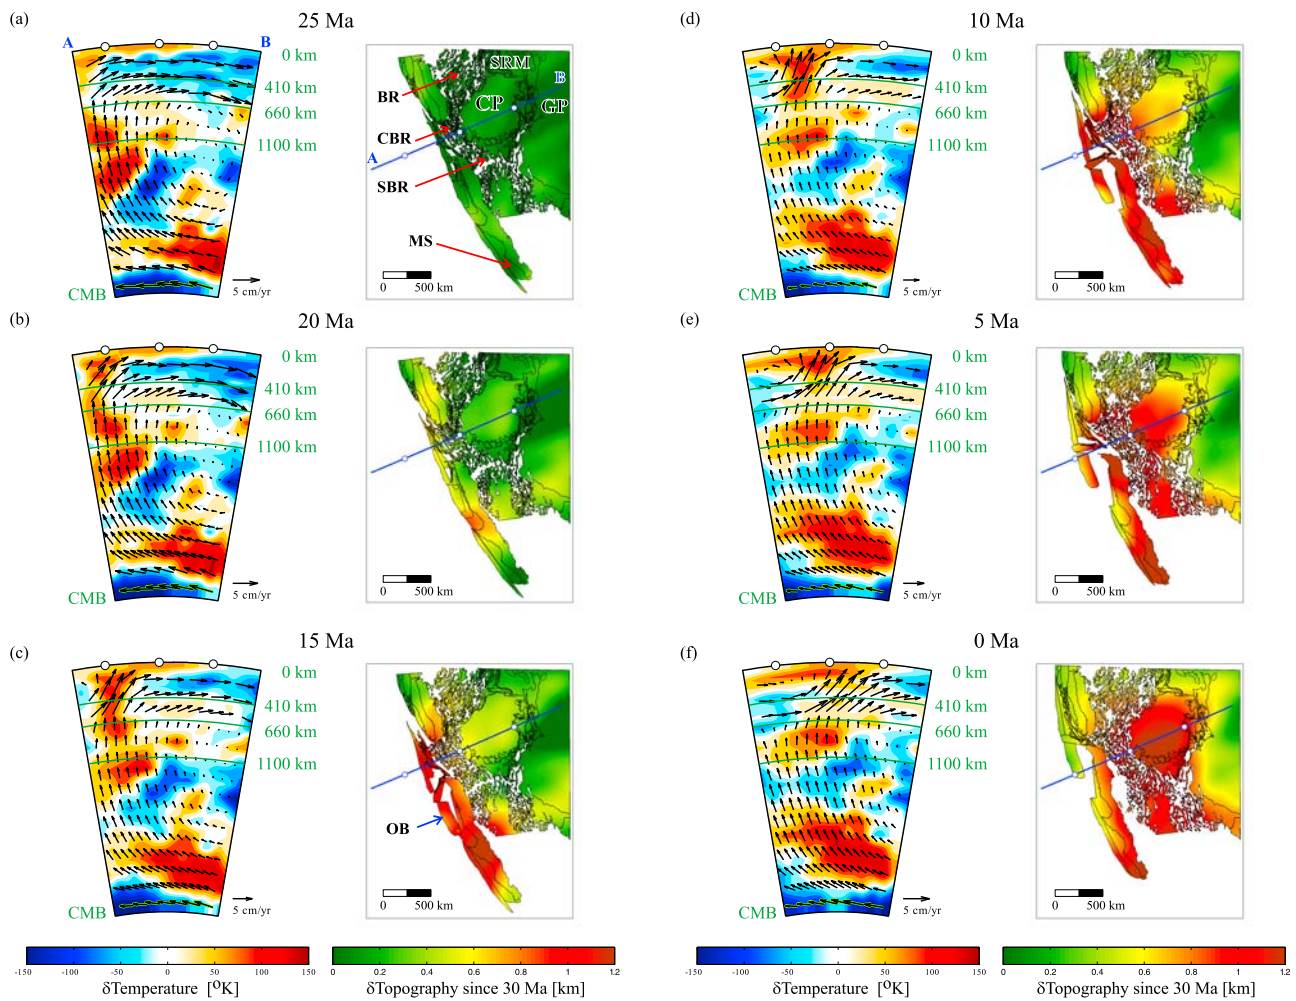 (a)
25 Ma
A
B
0 km
410 km
660 km
1100 km
CMB
5 cm/yr
SRM
BR
B
CP
GP
CBR
A
SBR
MS
0
500 km
(b)
20 Ma
0 km
410 km
660 km
1100 km
CMB
5 cm/yr
0
500 km
(c)
15 Ma
0 km
410 km
660 km
1100 km
CMB
5 cm/yr
OB
0
500 km
-150
-100
-50
0
50
100
150
δTemperature [°K]
0
0.2
0.4
0.6
0.8
1
1.2
δTopography since 30 Ma [km]
(d)
10 Ma
0 km
410 km
660 km
1100 km
CMB
5 cm/yr
0
500 km
(e)
5 Ma
0 km
410 km
660 km
1100 km
CMB
5 cm/yr
0
500 km
(f)
0 Ma
0 km
410 km
660 km
1100 km
CMB
5 cm/yr
0
500 km
-150
-100
-50
0
50
100
150
δTemperature [°K]
0
0.2
0.4
0.6
0.8
1
1.2
δTopography since 30 Ma [km]